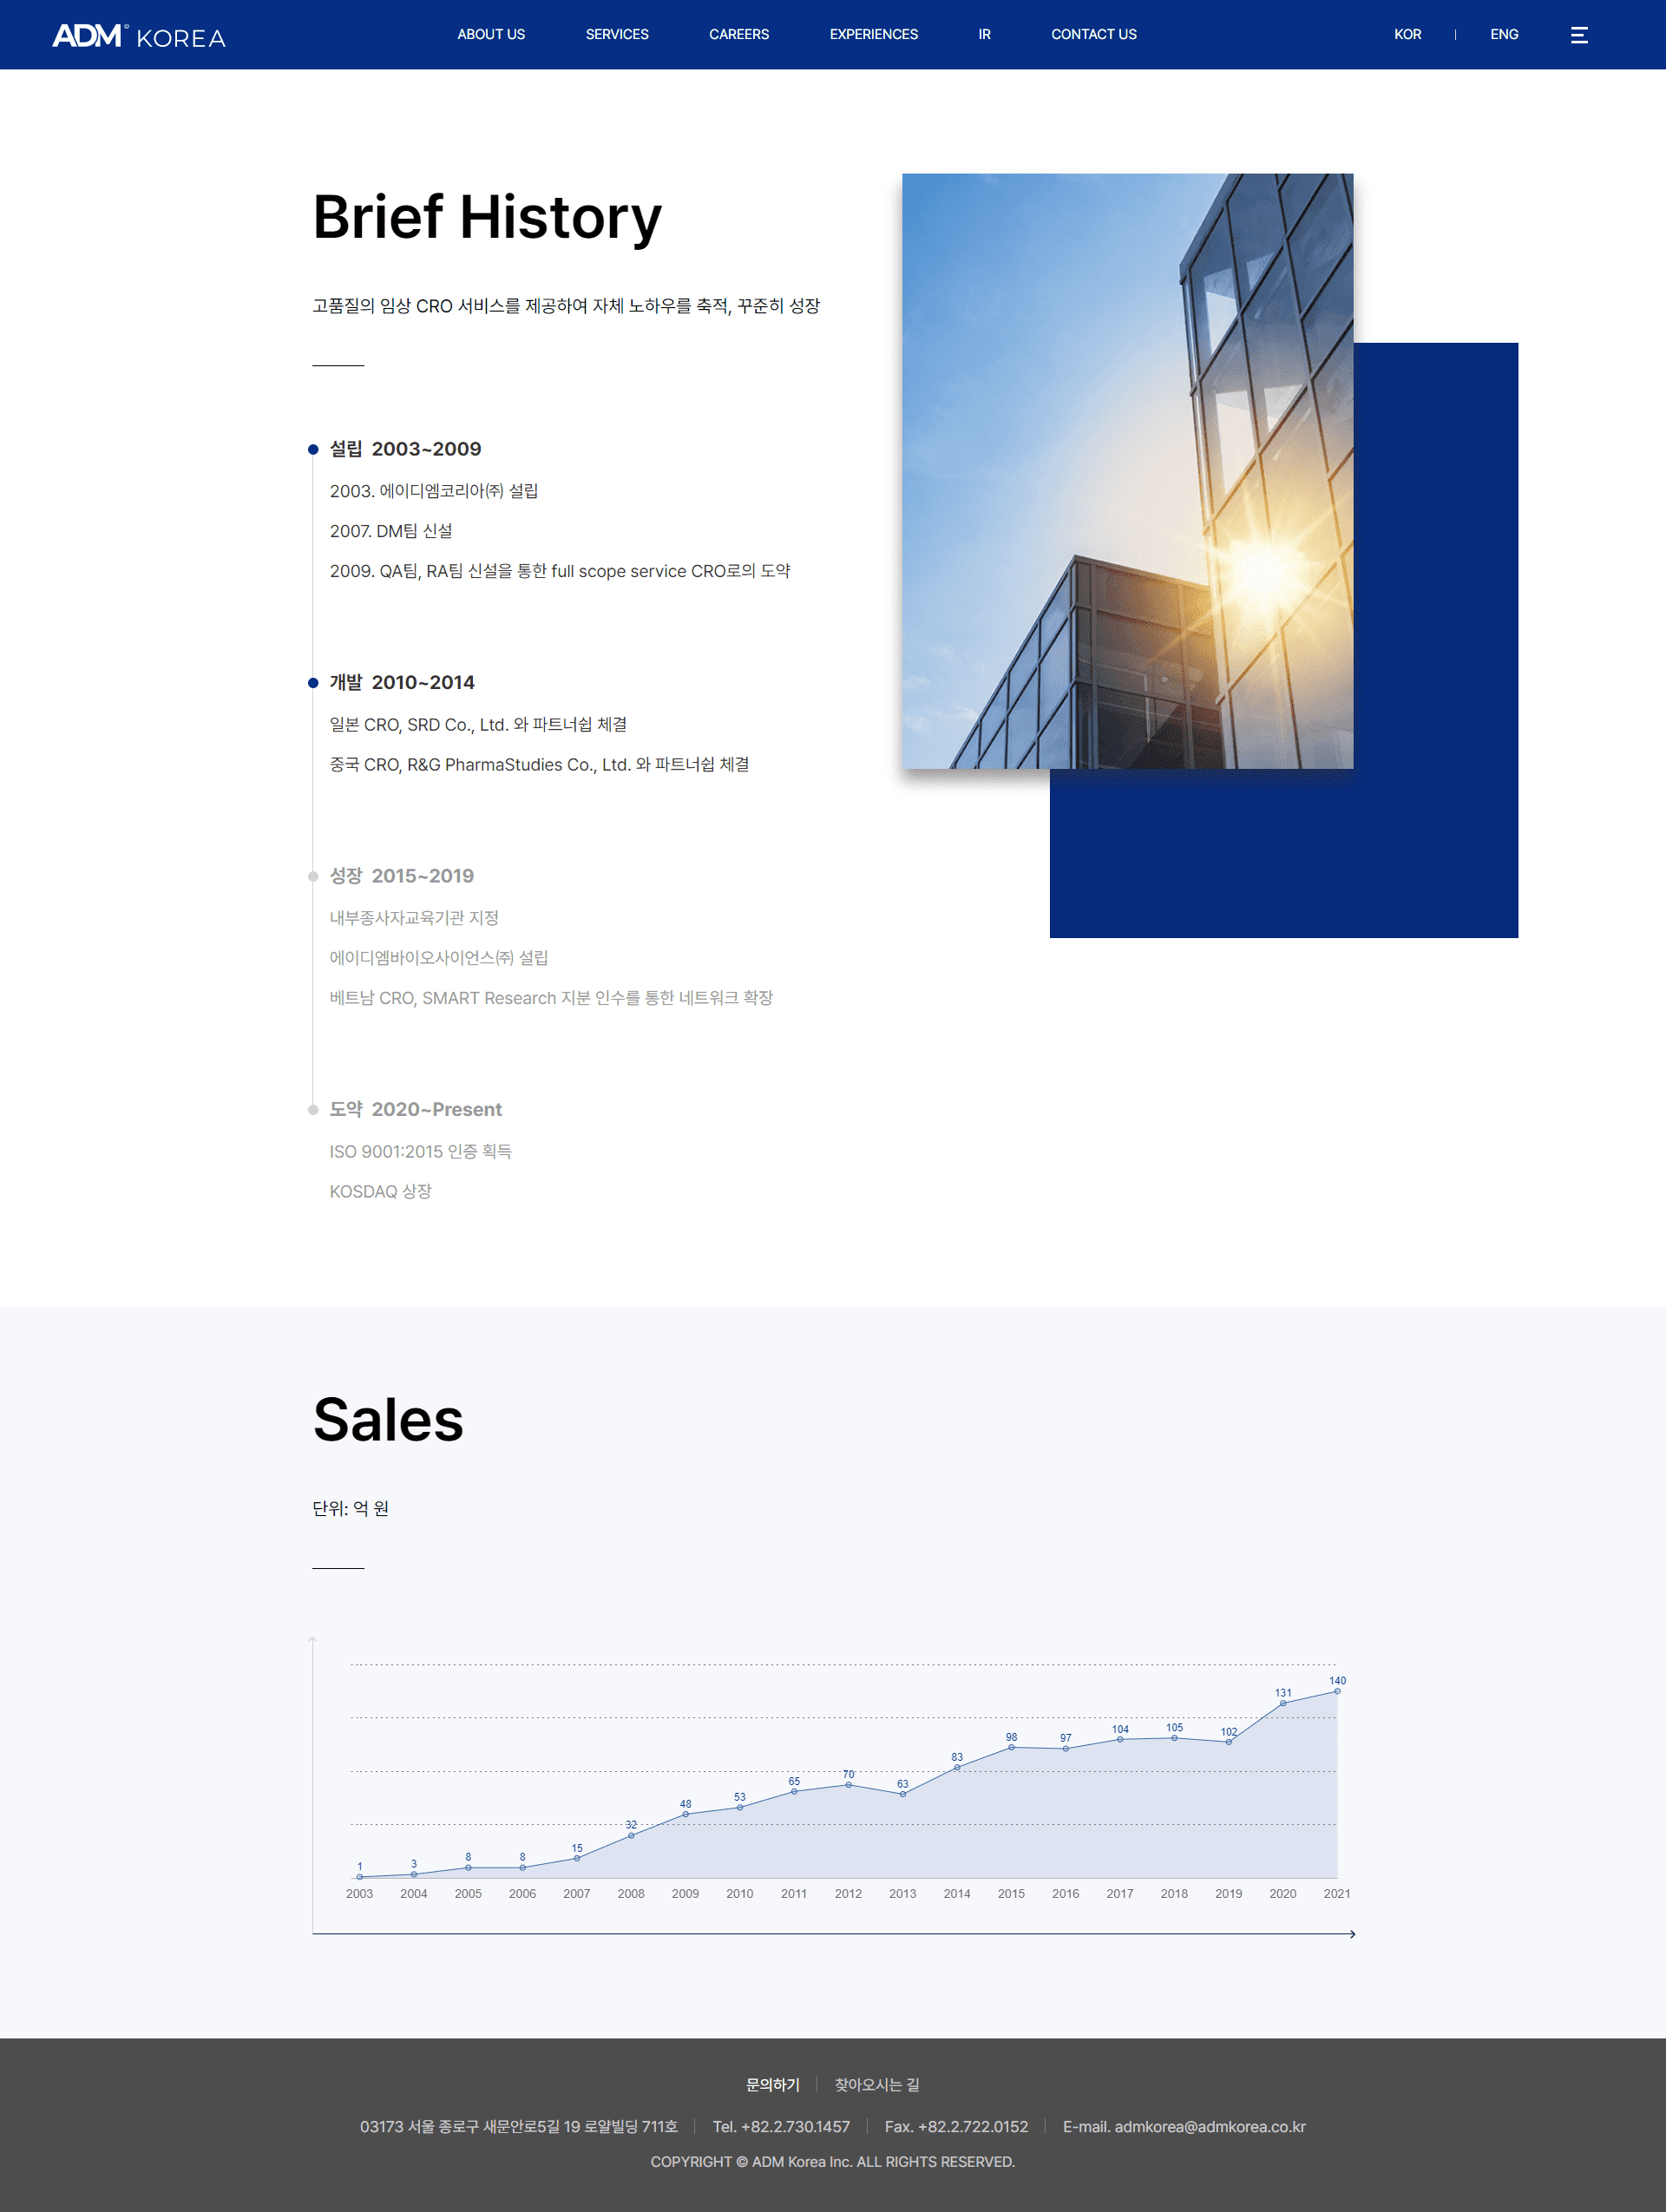 ADM© KOREA
ABOUT US SERVICES CAREERS EXPERIENCES IR CONTACT US KOR ENG
Brief History
고품질의 임상 CRO 서비스를 제공하여 자체 노하우를 축적, 꾸준히 성장
설립 2003~2009
2003. 에이디엠코리아㈜ 설립
2007. DM팀 신설
2009. QA팀, RA팀 신설을 통한 full scope service CRO로의 도약
개발 2010~2014
일본 CRO, SRD Co., Ltd. 와 파트너쉽 체결
중국 CRO, R&G PharmaStudies Co., Ltd. 와 파트너쉽 체결
성장 2015~2019
내부종사자교육기관 지정
에이디엠바이오사이언스㈜ 설립
베트남 CRO, SMART Research 지분 인수를 통한 네트워크 확장
도약 2020~Present
ISO 9001:2015 인증 획득
KOSDAQ 상장
Sales
단위: 억 원
1 3 8 8 15 32 48 53 65 70 63 83 98 97 104 105 102 131 140
2003 2004 2005 2006 2007 2008 2009 2010 2011 2012 2013 2014 2015 2016 2017 2018 2019 2020 2021
문의하기 찾아오시는 길
03173 서울 종로구 새문안로5길 19 로얄빌딩 711호 Tel. +82.2.730.1457 Fax. +82.2.722.0152 E-mail. admkorea@admkorea.co.kr
COPYRIGHT © ADM Korea Inc. ALL RIGHTS RESERVED.